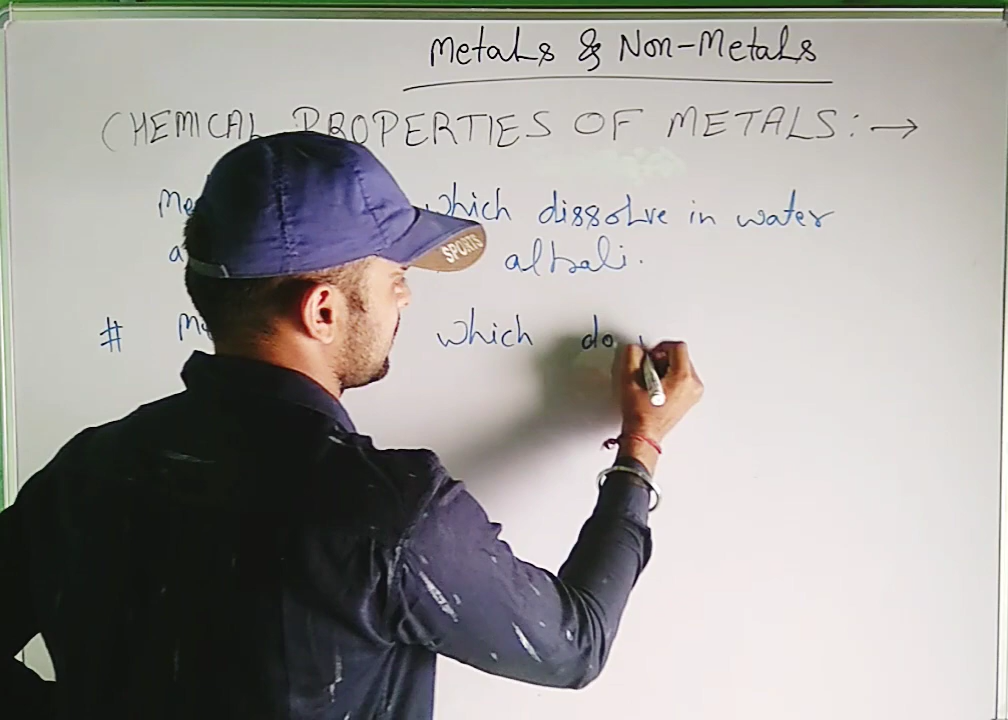 Metals & Non-Metals
CHEMICAL PROPERTIES OF METALS:→
which dissolve in water
alkali.
SPORTS
# which do